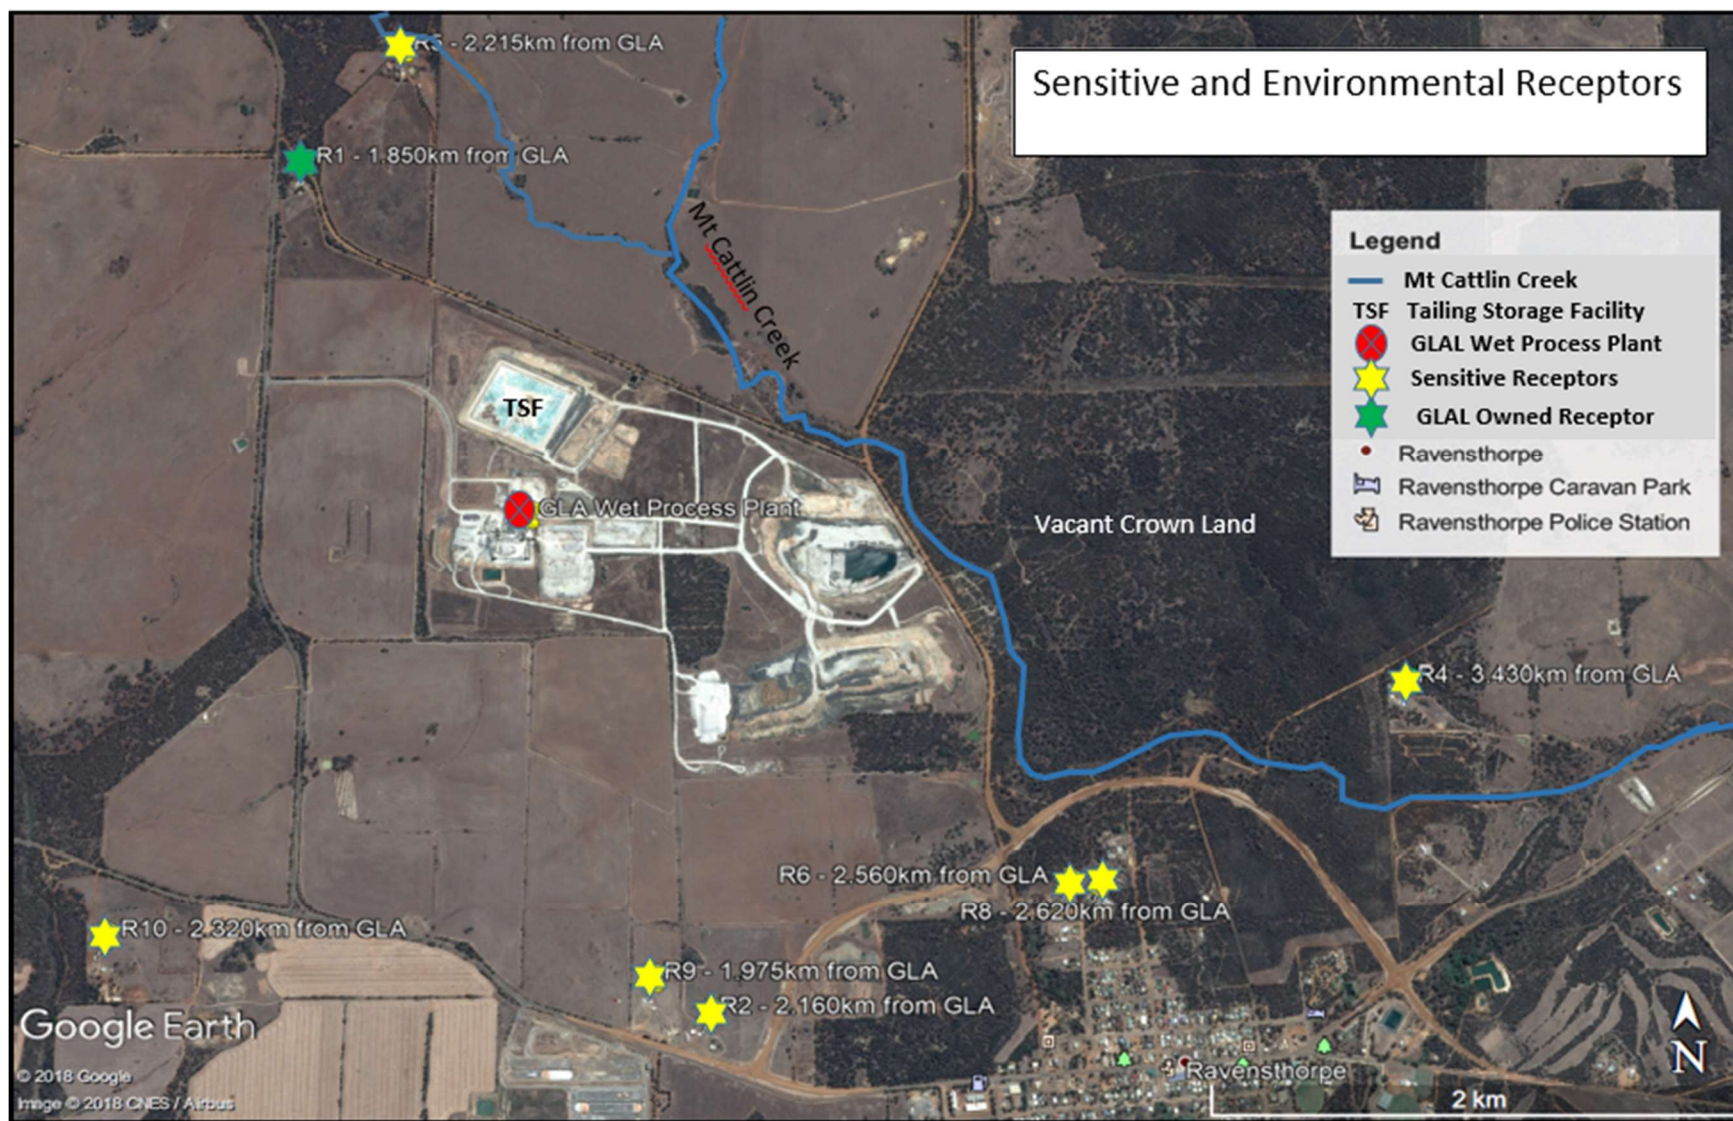 R5 - 2.215km from GLA
Sensitive and Environmental Receptors
R1 - 1.850km from GLA
Mt Cattlin Creek
Legend
Mt Cattlin Creek
TSF Tailing Storage Facility
GLAL Wet Process Plant
Sensitive Receptors
GLAL Owned Receptor
Ravensthorpe
Ravensthorpe Caravan Park
Ravensthorpe Police Station
TSF
GLA Wet Process Plant
Vacant Crown Land
R4 - 3.430km from GLA
R6 - 2.560km from GLA
R8 - 2.620km from GLA
R10 - 2.320km from GLA
R9 - 1.975km from GLA
R2 - 2.160km from GLA
Google Earth
N
Ravensthorpe
© 2018 Google
Image © 2018 CNES / Airbus
2 km